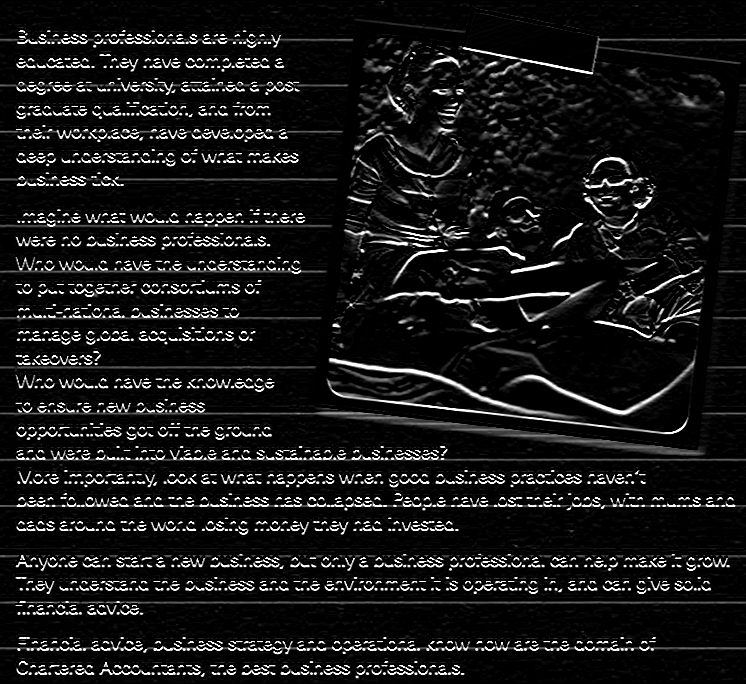 Business professionals are highly
educated. They have completed a
degree at university, attained a post
graduate qualification, and from
their workplace, have developed a
deep understanding of what makes
business tick.
Imagine what would happen if there
were no business professionals.
Who would have the understanding
to put together consortiums of
multi-national businesses to
manage global acquisitions or
takeovers?
Who would have the knowledge
to ensure new business
opportunities got off the ground
and were built into viable and sustainable businesses?
More importantly, look at what happens when good business practices haven't
been followed and the business has collapsed. People have lost their jobs, with mums and
dads around the world losing money they had invested.
Anyone can start a new business, but only a business professional can help make it grow.
They understand the business and the environment it is operating in, and can give solid
financial advice.
Financial advice, business strategy and operational know how are the domain of
Chartered Accountants, the best business professionals.